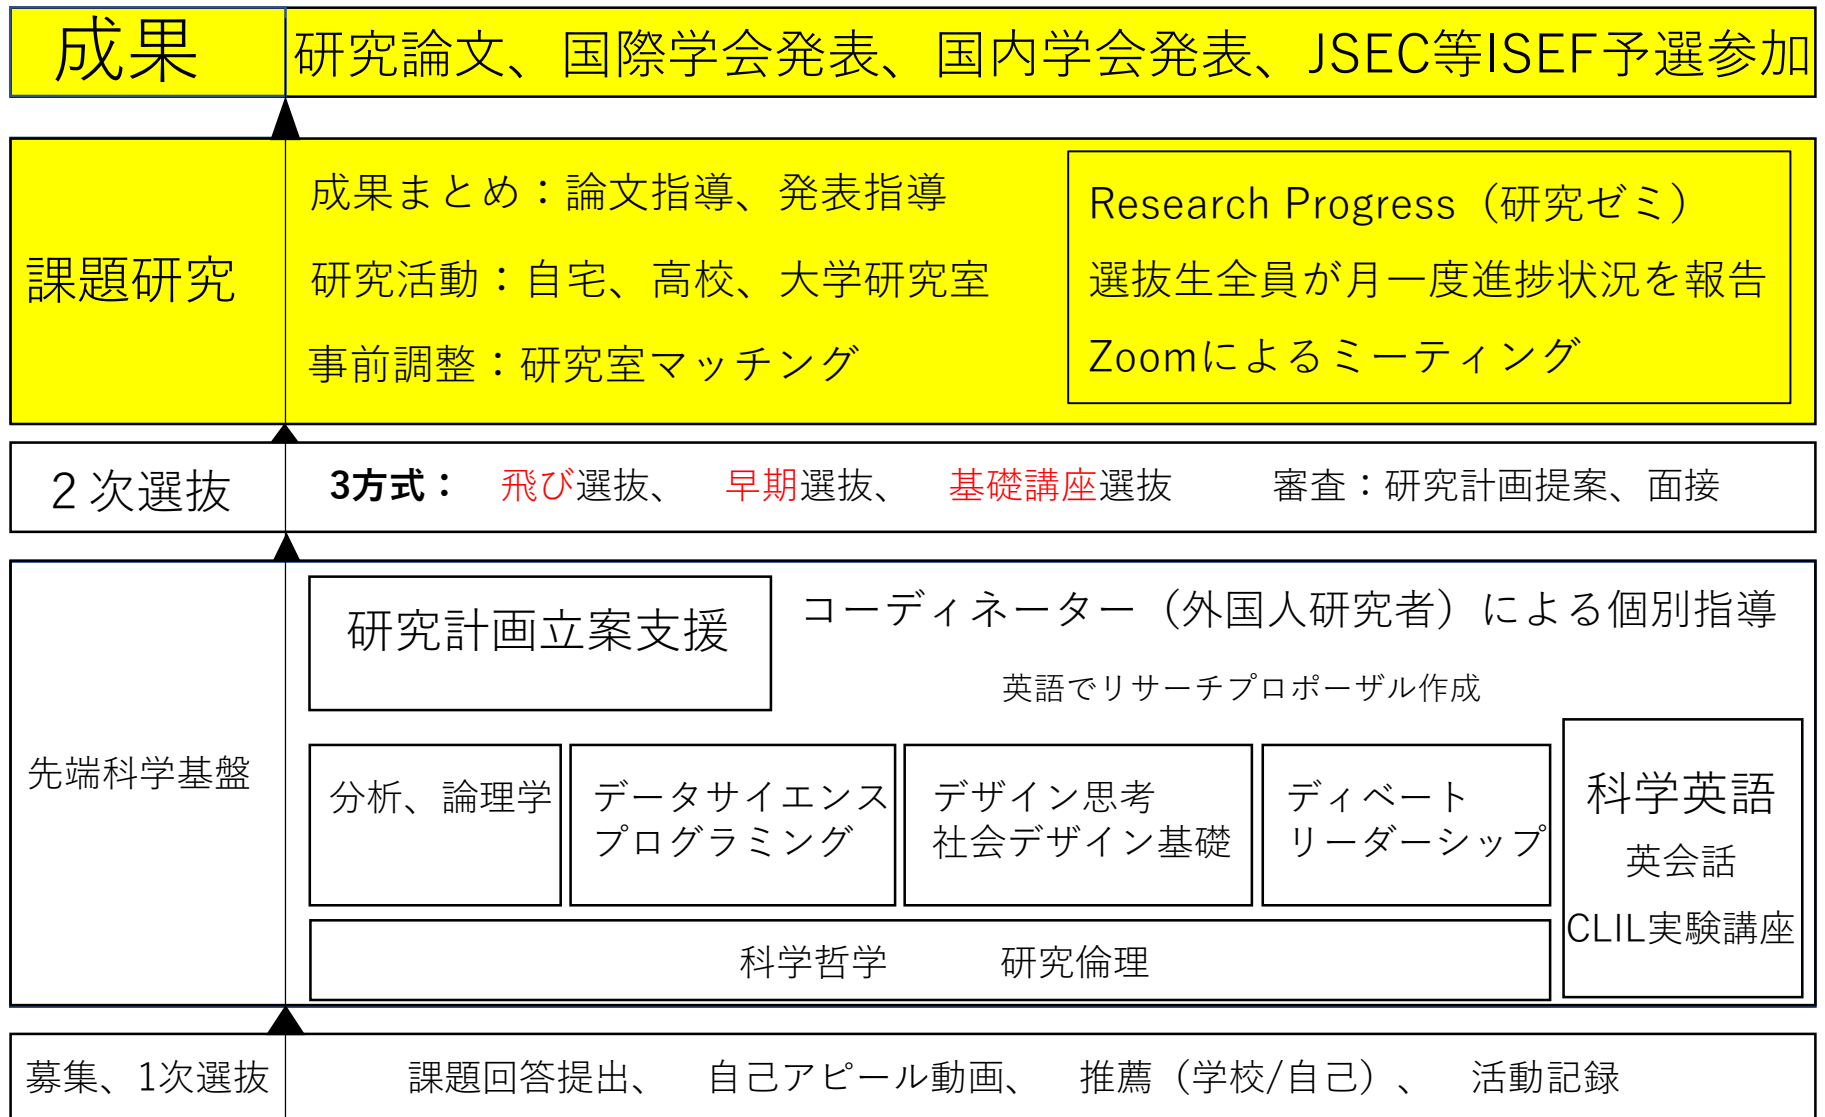 成果
研究論文、国際学会発表、国内学会発表、JSEC等ISEF予選参加
課題研究
成果まとめ：論文指導、発表指導
研究活動：自宅、高校、大学研究室
事前調整：研究室マッチング
Research Progress（研究ゼミ）
選抜生全員が月一度進捗状況を報告
Zoomによるミーティング
２次選抜
3方式： 飛び選抜、 早期選抜、 基礎講座選抜 審査：研究計画提案、面接
先端科学基盤
研究計画立案支援
コーディネーター（外国人研究者）による個別指導
英語でリサーチプロポーザル作成
分析、論理学
データサイエンス
プログラミング
デザイン思考
社会デザイン基礎
ディベート
リーダーシップ
科学英語
英会話
CLIL実験講座
科学哲学 研究倫理
募集、1次選抜
課題回答提出、 自己アピール動画、 推薦（学校/自己）、 活動記録